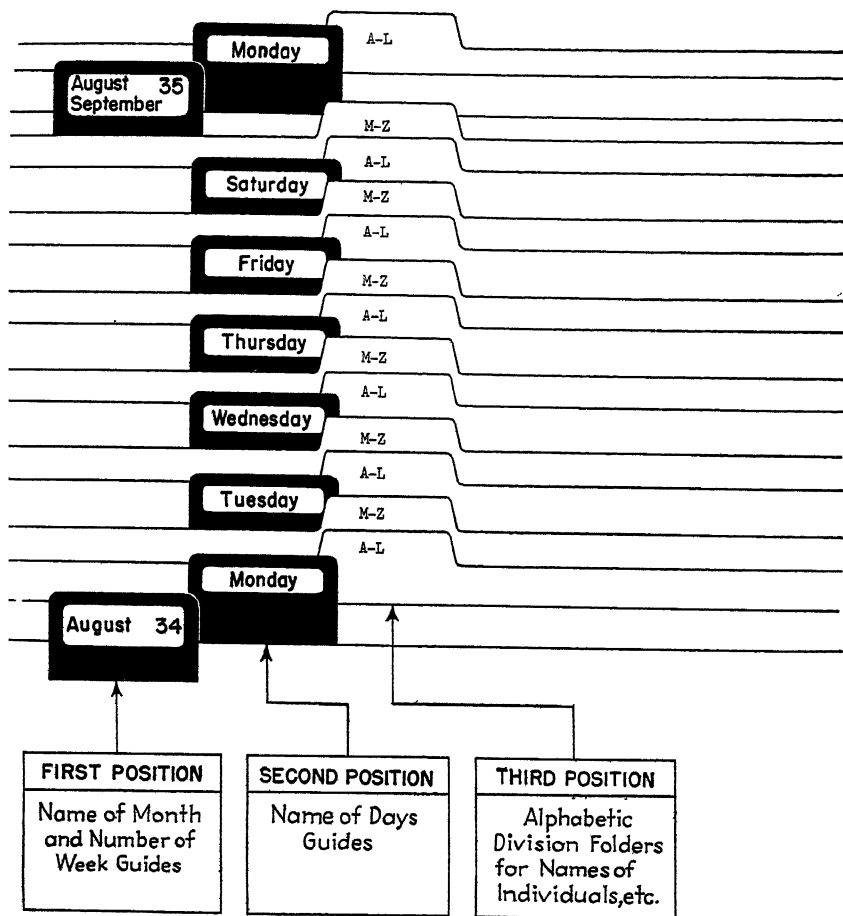 Monday
A-L
August 35
September
M-Z
A-L
Saturday
M-Z
A-L
Friday
M-Z
A-L
Thursday
M-Z
A-L
Wednesday
M-Z
A-L
Tuesday
M-Z
A-L
Monday
August 34
FIRST POSITION
Name of Month
and Number of
Week Guides
SECOND POSITION
Name of Days
Guides
THIRD POSITION
Alphabetic
Division Folders
for Names of
Individuals,etc.